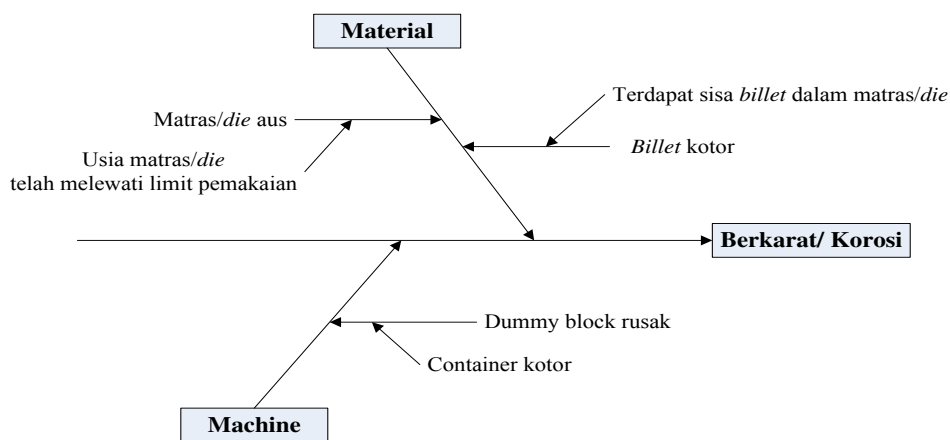 Material
Terdapat sisa billet dalam matras/die
Matras/die aus
Billet kotor
Usia matras/die
telah melewati limit pemakaian
Berkarat/ Korosi
Dummy block rusak
Container kotor
Machine